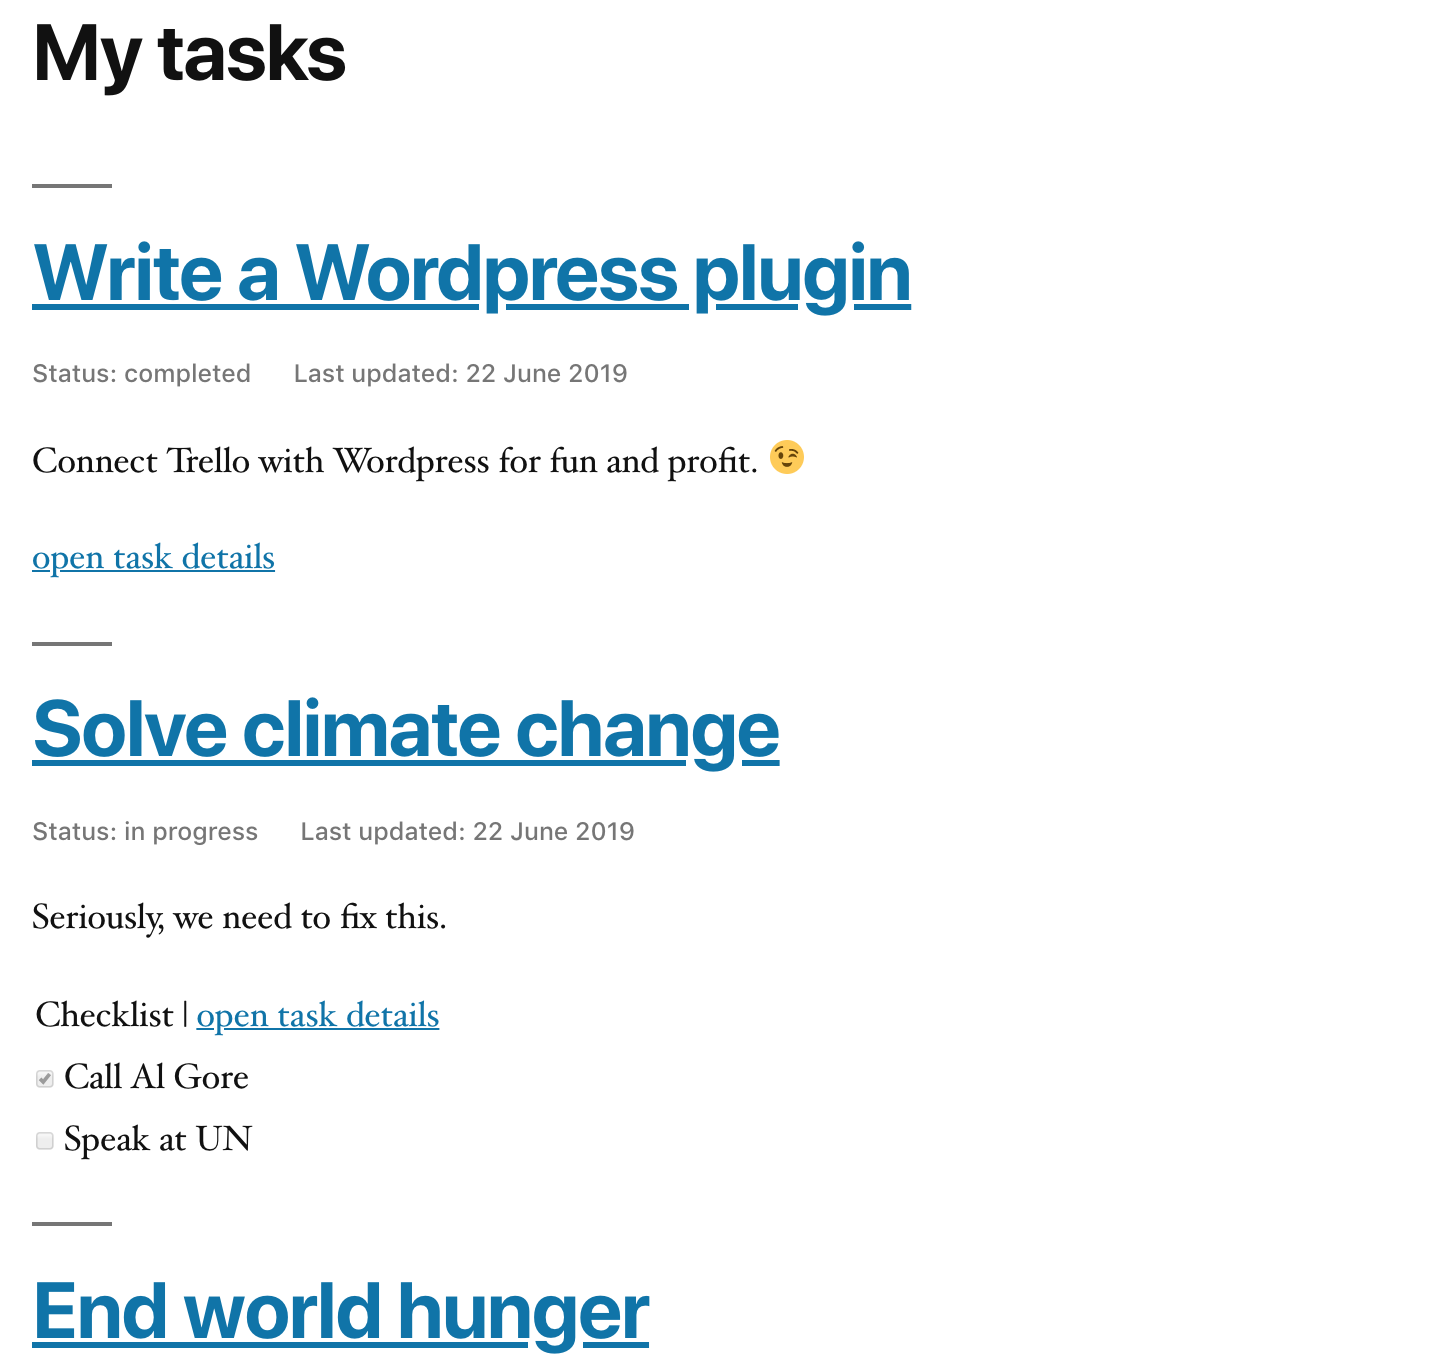 My tasks
Write a Wordpress plugin
Status: completed Last updated: 22 June 2019
Connect Trello with Wordpress for fun and profit. 😉
open task details
Solve climate change
Status: in progress Last updated: 22 June 2019
Seriously, we need to fix this.
Checklist | open task details
Call Al Gore
Speak at UN
End world hunger